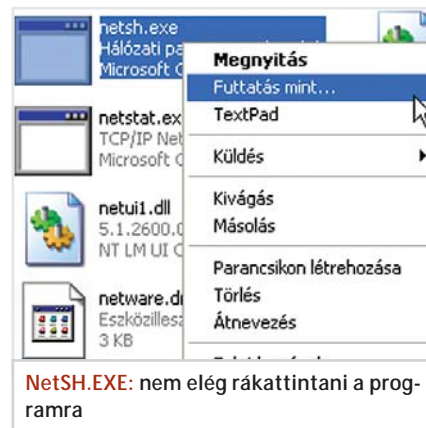 netsh.exe
Hálózati pa
Microsoft C
netstat.ex
TCP/IP Net
Microsoft C
netui1.dll
5.1.2600.0
NT LM UI C
netware.d
Eszközillesz
3 KB
Megnyitás
Futtatás mint...
TextPad
Küldés
Kivágás
Másolás
Parancsikon létrehozása
Törlés
Átnevezés
NetSH.EXE: nem elég rákattintani a prog-
ramra